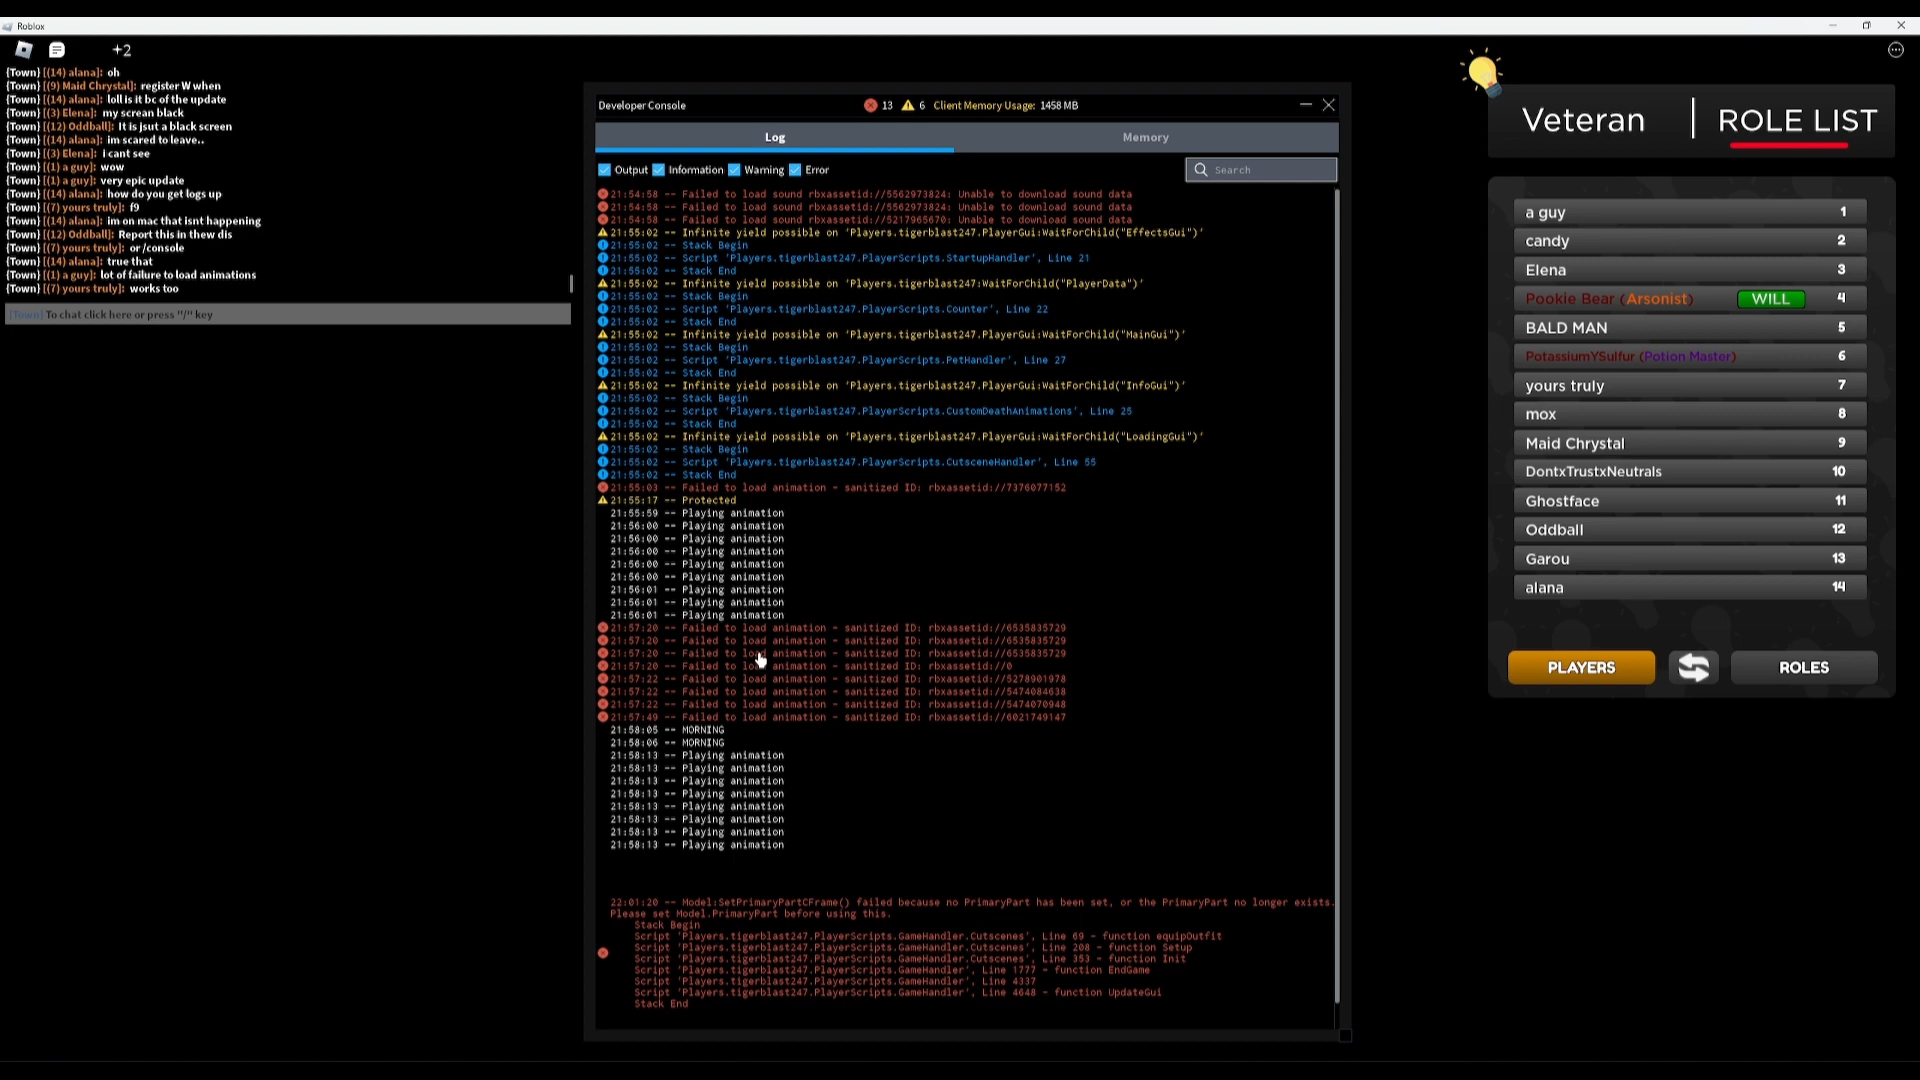 Roblox
+2
{Town} [(14) alana]: oh
{Town} [(9) Maid Chrystal]: register W when
{Town} [(14) alana]: loll is it bc of the update
{Town} [(3) Elena]: my screan black
{Town} [(12) Oddball]: It is jsut a black screen
{Town} [(14) alana]: im scared to leave..
{Town} [(3) Elena]: i cant see
{Town} [(1) a guy]: wow
{Town} [(1) a guy]: very epic update
{Town} [(14) alana]: how do you get logs up
{Town} [(7) yours truly]: f9
{Town} [(14) alana]: im on mac that isnt happening
{Town} [(12) Oddball]: Report this in thew dis
{Town} [(7) yours truly]: or /console
{Town} [(14) alana]: true that
{Town} [(1) a guy]: lot of failure to load animations
{Town} [(7) yours truly]: works too
[Town] To chat click here or press "/" key
Developer Console
13 6 Client Memory Usage: 1458 MB
Log Memory
Output Information Warning Error Search
21:54:58 -- Failed to load sound rbxassetid://5562973824: Unable to download sound data
21:54:58 -- Failed to load sound rbxassetid://5562973824: Unable to download sound data
21:54:58 -- Failed to load sound rbxassetid://5217965670: Unable to download sound data
21:55:02 -- Infinite yield possible on 'Players.tigerblast247.PlayerGui:WaitForChild("EffectsGui")'
21:55:02 -- Stack Begin
21:55:02 -- Script 'Players.tigerblast247.PlayerScripts.StartupHandler', Line 21
21:55:02 -- Stack End
21:55:02 -- Infinite yield possible on 'Players.tigerblast247:WaitForChild("PlayerData")'
21:55:02 -- Stack Begin
21:55:02 -- Script 'Players.tigerblast247.PlayerScripts.Counter', Line 22
21:55:02 -- Stack End
21:55:02 -- Infinite yield possible on 'Players.tigerblast247.PlayerGui:WaitForChild("MainGui")'
21:55:02 -- Stack Begin
21:55:02 -- Script 'Players.tigerblast247.PlayerScripts.PetHandler', Line 27
21:55:02 -- Stack End
21:55:02 -- Infinite yield possible on 'Players.tigerblast247.PlayerGui:WaitForChild("InfoGui")'
21:55:02 -- Stack Begin
21:55:02 -- Script 'Players.tigerblast247.PlayerScripts.CustomDeathAnimations', Line 25
21:55:02 -- Stack End
21:55:02 -- Infinite yield possible on 'Players.tigerblast247.PlayerGui:WaitForChild("LoadingGui")'
21:55:02 -- Stack Begin
21:55:02 -- Script 'Players.tigerblast247.PlayerScripts.CutsceneHandler', Line 55
21:55:02 -- Stack End
21:55:03 -- Failed to load animation - sanitized ID: rbxassetid://7376077152
21:55:17 -- Protected
21:55:59 -- Playing animation
21:56:00 -- Playing animation
21:56:00 -- Playing animation
21:56:00 -- Playing animation
21:56:00 -- Playing animation
21:56:00 -- Playing animation
21:56:01 -- Playing animation
21:56:01 -- Playing animation
21:56:01 -- Playing animation
21:57:20 -- Failed to load animation - sanitized ID: rbxassetid://6535835729
21:57:20 -- Failed to load animation - sanitized ID: rbxassetid://6535835729
21:57:20 -- Failed to load animation - sanitized ID: rbxassetid://6535835729
21:57:20 -- Failed to load animation - sanitized ID: rbxassetid://0
21:57:22 -- Failed to load animation - sanitized ID: rbxassetid://5278901978
21:57:22 -- Failed to load animation - sanitized ID: rbxassetid://5474084638
21:57:22 -- Failed to load animation - sanitized ID: rbxassetid://5474070948
21:57:49 -- Failed to load animation - sanitized ID: rbxassetid://6021749147
21:58:05 -- MORNING
21:58:06 -- MORNING
21:58:13 -- Playing animation
21:58:13 -- Playing animation
21:58:13 -- Playing animation
21:58:13 -- Playing animation
21:58:13 -- Playing animation
21:58:13 -- Playing animation
21:58:13 -- Playing animation
21:58:13 -- Playing animation
22:01:20 -- Model:SetPrimaryPartCFrame() failed because no PrimaryPart has been set, or the PrimaryPart no longer exists.
Please set Model.PrimaryPart before using this.
Stack Begin
Script 'Players.tigerblast247.PlayerScripts.GameHandler.Cutscenes', Line 69 - function equipOutfit
Script 'Players.tigerblast247.PlayerScripts.GameHandler.Cutscenes', Line 208 - function Setup
Script 'Players.tigerblast247.PlayerScripts.GameHandler.Cutscenes', Line 353 - function Init
Script 'Players.tigerblast247.PlayerScripts.GameHandler', Line 1777 - function EndGame
Script 'Players.tigerblast247.PlayerScripts.GameHandler', Line 4337
Script 'Players.tigerblast247.PlayerScripts.GameHandler', Line 4648 - function UpdateGui
Stack End
Veteran | ROLE LIST
a guy 1
candy 2
Elena 3
Pookie Bear (Arsonist) WILL 4
BALD MAN 5
PotassiumYSulfur (Potion Master) 6
yours truly 7
mox 8
Maid Chrystal 9
DontxTrustxNeutrals 10
Ghostface 11
Oddball 12
Garou 13
alana 14
PLAYERS ROLES